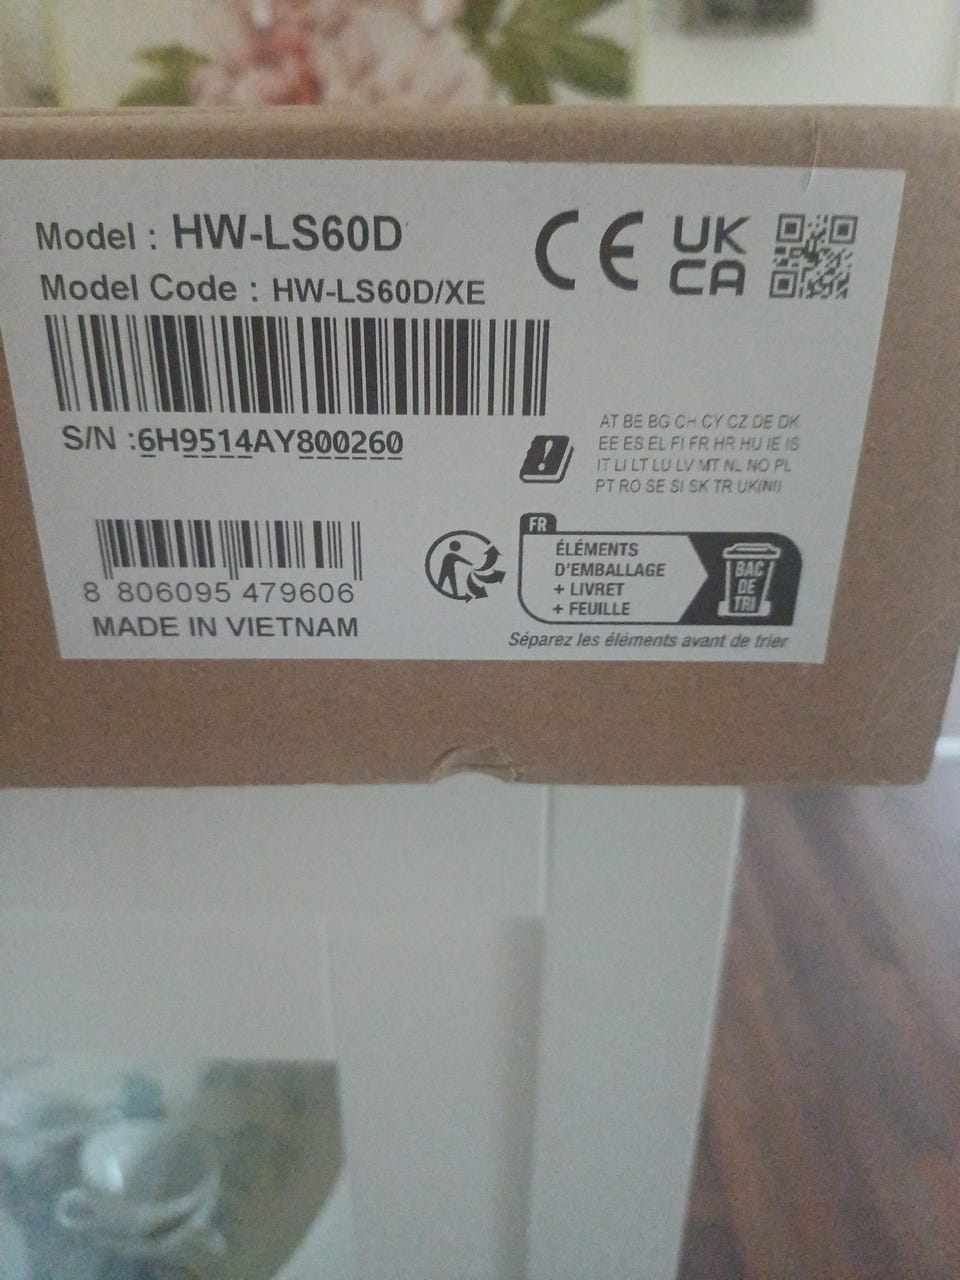 Model : HW-LS60D
Model Code : HW-LS60D/XE
S/N :6H9514AY800260
8 806095 479606
MADE IN VIETNAM
CE
UK
CA
AT BE BG CH CY CZ DE DK
EE ES EL FI FR HR HU IE IS
IT LI LT LU LV MT NL NO PL
PT RO SE SI SK TR UK(NI)
FR
ÉLÉMENTS
D'EMBALLAGE
+ LIVRET
+ FEUILLE
BAC
DE
TRI
Séparez les éléments avant de trier